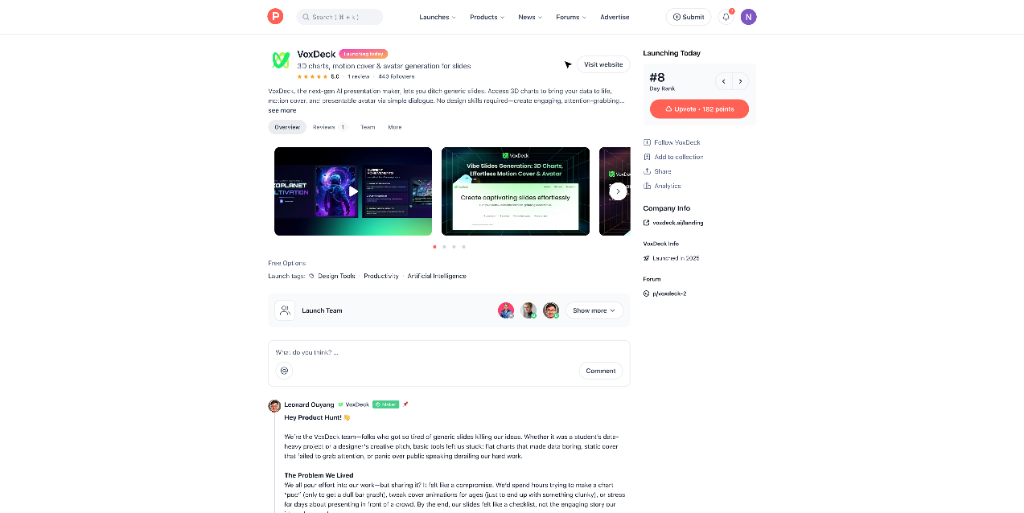 Search ( ⌘ + k )
Launches
Products
News
Forums
Advertise
Submit
N
VoxDeck
Launching today
3D charts, motion cover & avatar generation for slides
5.0 · 1 review · 443 followers
Visit website
VoxDeck, the next-gen AI presentation maker, lets you ditch generic slides. Access 3D charts to bring your data to life,
motion cover, and presentable avatar via simple dialogue. No design skills required—create engaging, attention-grabbing...
see more
Overview
Reviews 1
Team
More
VoxDeck
Vibe Slides Generation: 3D Charts,
Effortless Motion Cover & Avatar
Create captivating slides effortlessly
Free Options
Launch tags: Design Tools · Productivity · Artificial Intelligence
Launch Team
Show more
What do you think? ...
Comment
Leonard Ouyang
VoxDeck
Maker
Hey Product Hunt! 👋
We're the VoxDeck team—folks who got so tired of generic slides killing our ideas. Whether it was a student's data-
heavy project or a designer's creative pitch, basic tools left us stuck: flat charts that made data boring, static cover
that failed to grab attention, or panic over public speaking derailing our hard work.
The Problem We Lived
We all pour effort into our work—but sharing it? It felt like a compromise. We'd spend hours trying to make a chart
"pop" (only to get a dull bar graph), tweak cover animations for ages (just to end up with something clunky), or stress
for days about presenting in front of a crowd. By the end, our slides felt like a checklist, not the engaging story our
Launching Today
#8
Day Rank
Upvote • 182 points
Follow VoxDeck
Add to collection
Share
Analytics
Company Info
voxdeck.ai/landing
VoxDeck Info
Launched in 2025
Forum
p/voxdeck-2